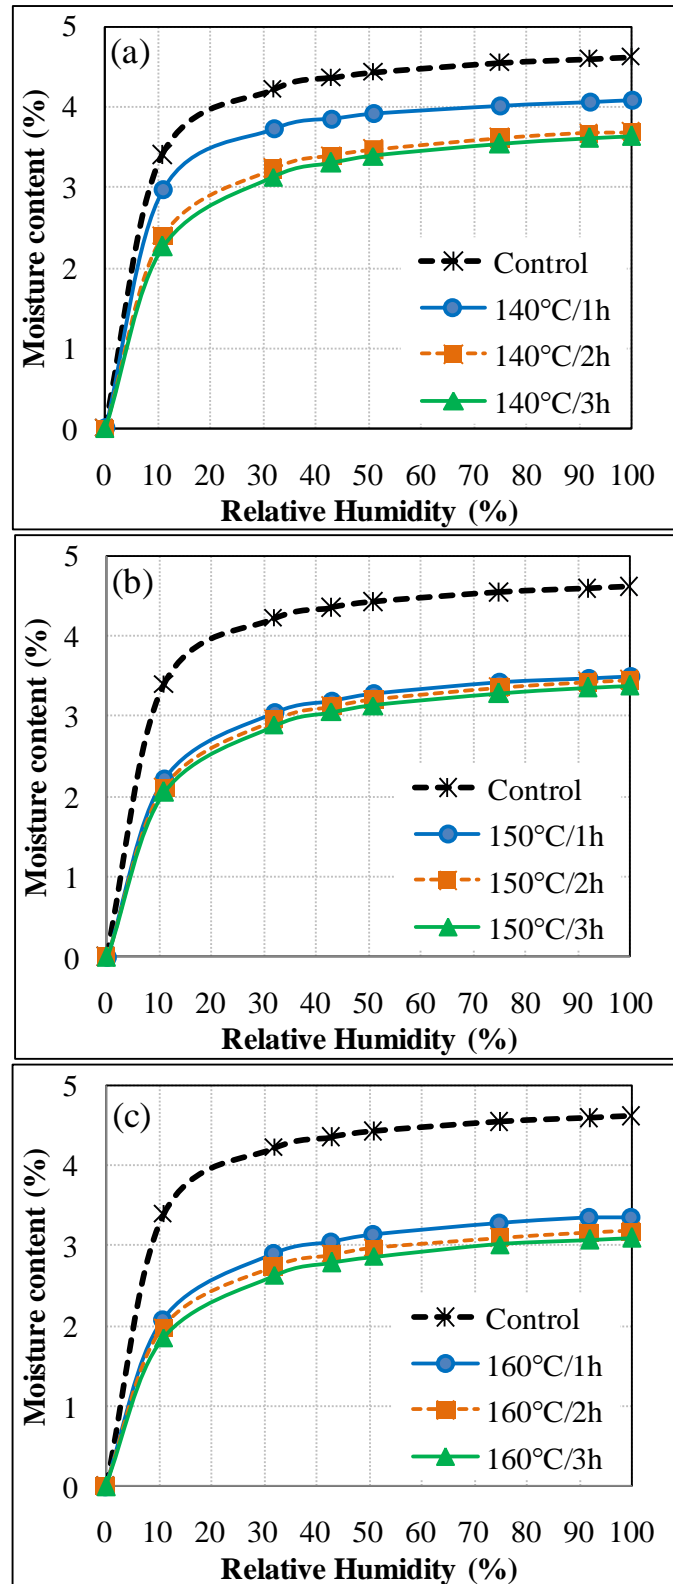 (a)
Moisture content (%)
5
4
3
2
1
0
Control
140°C/1h
140°C/2h
140°C/3h
0 10 20 30 40 50 60 70 80 90 100
Relative Humidity (%)
(b)
Moisture content (%)
5
4
3
2
1
0
Control
150°C/1h
150°C/2h
150°C/3h
0 10 20 30 40 50 60 70 80 90 100
Relative Humidity (%)
(c)
Moisture content (%)
5
4
3
2
1
0
Control
160°C/1h
160°C/2h
160°C/3h
0 10 20 30 40 50 60 70 80 90 100
Relative Humidity (%)